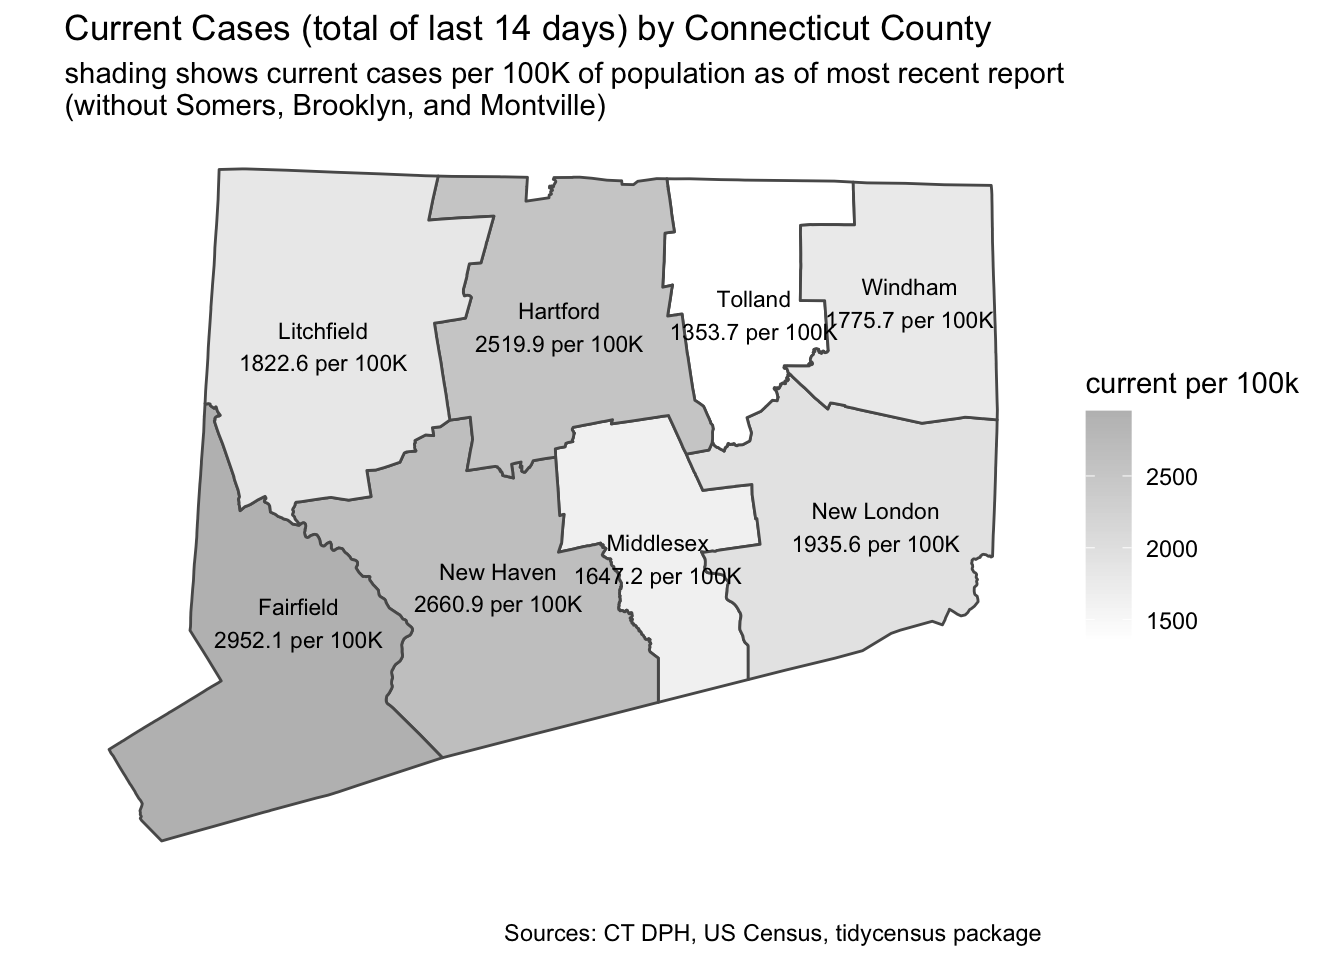 Current Cases (total of last 14 days) by Connecticut County
shading shows current cases per 100K of population as of most recent report
(without Somers, Brooklyn, and Montville)
Litchfield
1822.6 per 100K
Hartford
2519.9 per 100K
Tolland
1353.7 per 100K
Windham
1775.7 per 100K
New London
1935.6 per 100K
Middlesex
1647.2 per 100K
New Haven
2660.9 per 100K
Fairfield
2952.1 per 100K
current per 100k
2500
2000
1500
Sources: CT DPH, US Census, tidycensus package